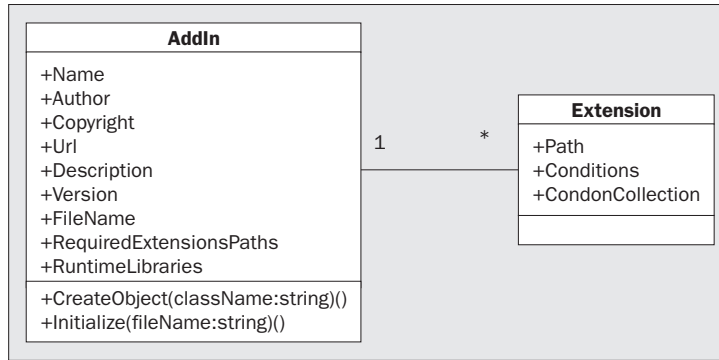 AddIn
+Name
+Author
+Copyright
+Url
+Description
+Version
+FileName
+RequiredExtensionsPaths
+RuntimeLibraries
+CreateObject(className:string)()
+Initialize(fileName:string)()
1
*
Extension
+Path
+Conditions
+CondonCollection